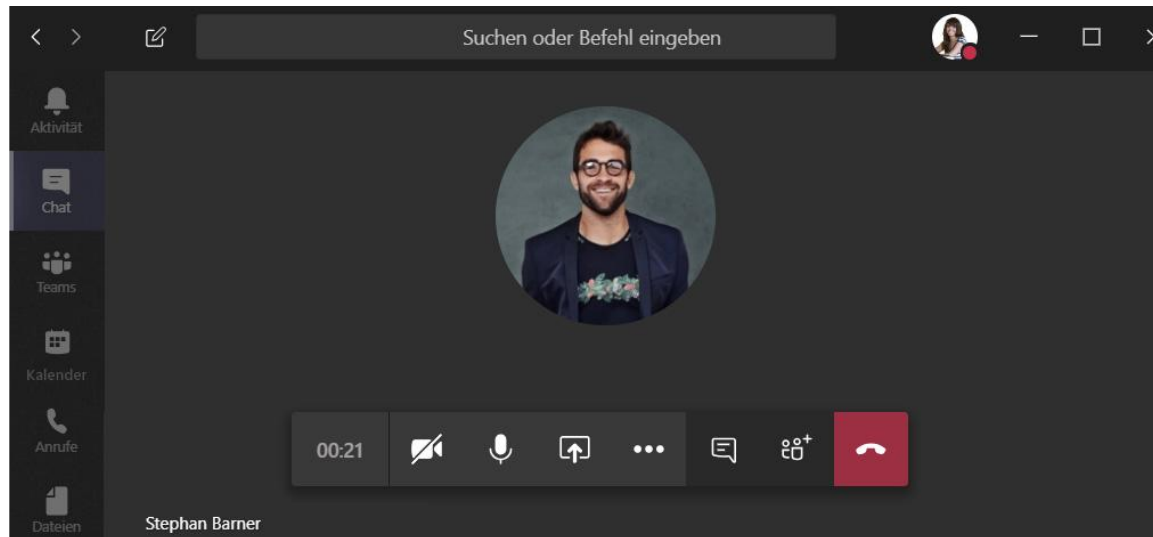 Suchen oder Befehl eingeben
Aktivität
Chat
Teams
Kalender
Anrufe
Dateien
00:21
Stephan Barner